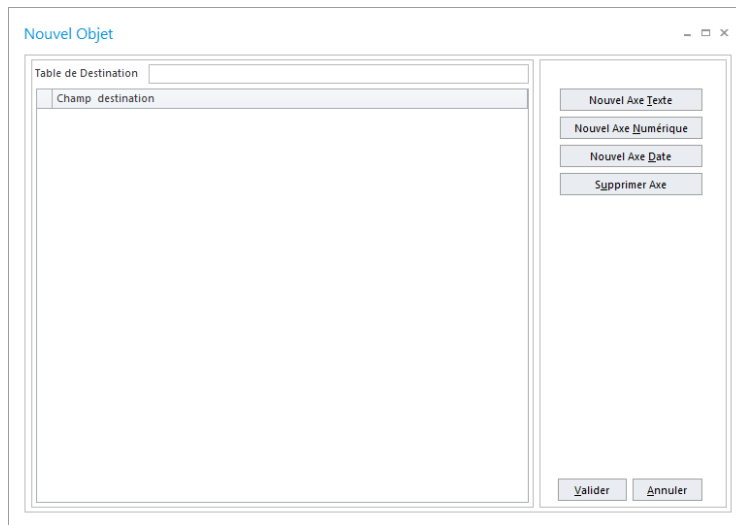 Nouvel Objet
Table de Destination
Champ destination
Nouvel Axe Texte
Nouvel Axe Numérique
Nouvel Axe Date
Supprimer Axe
Valider
Annuler